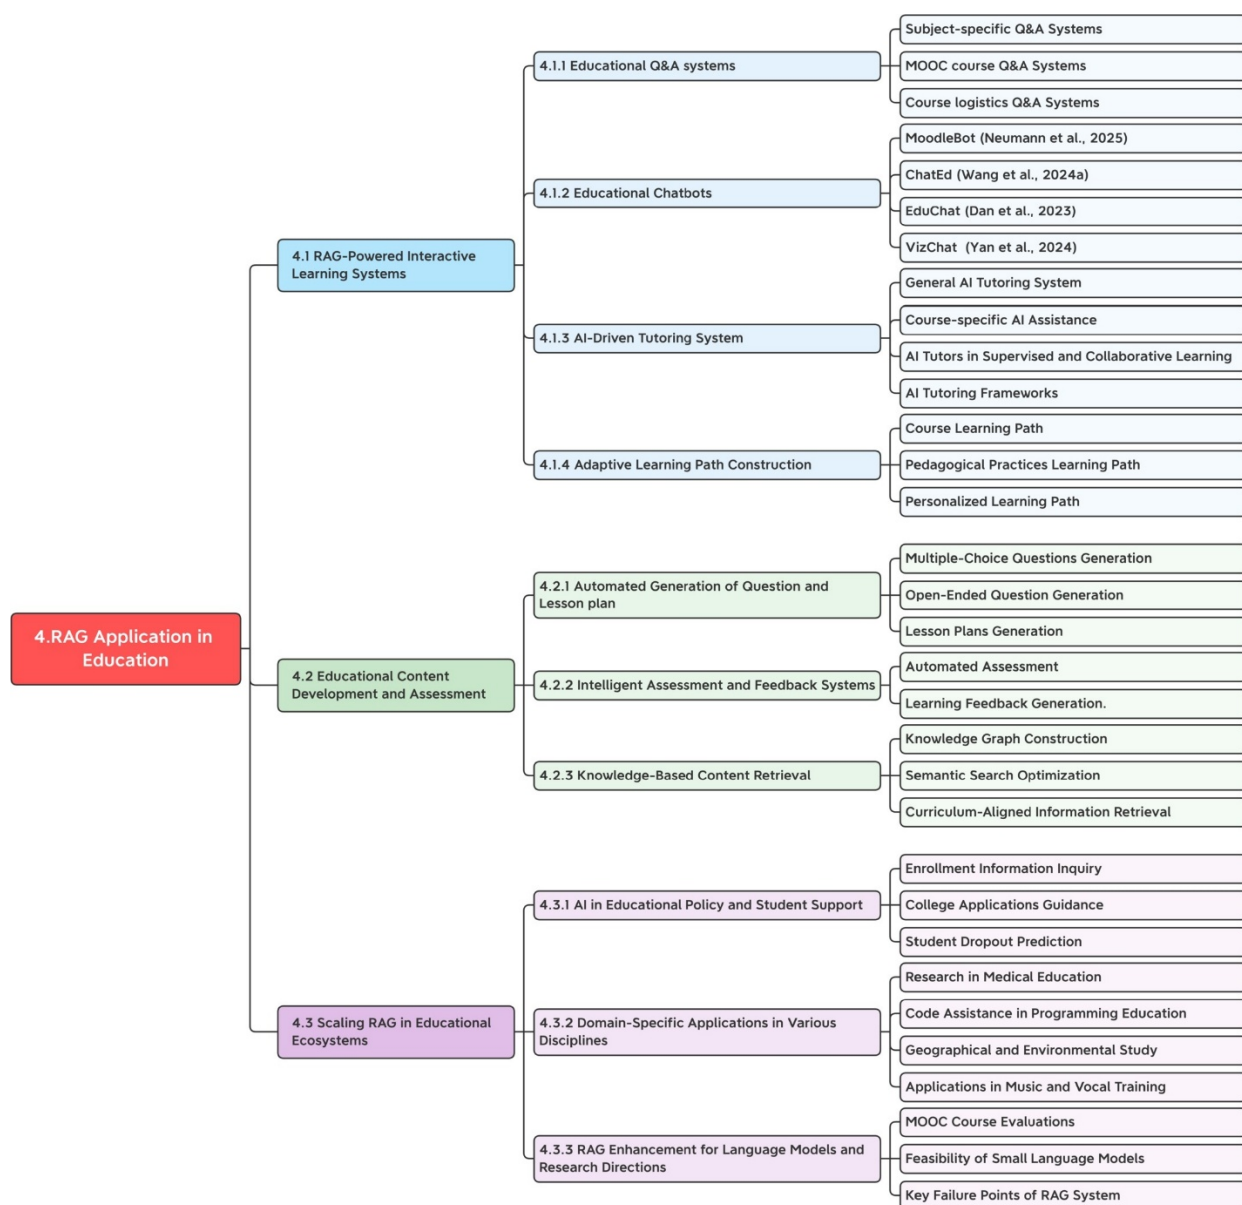 4.RAG Application in
Education
4.1 RAG-Powered Interactive
Learning Systems
4.1.1 Educational Q&A systems
Subject-specific Q&A Systems
MOOC course Q&A Systems
Course logistics Q&A Systems
4.1.2 Educational Chatbots
MoodleBot (Neumann et al., 2025)
ChatEd (Wang et al., 2024a)
EduChat (Dan et al., 2023)
VizChat (Yan et al., 2024)
4.1.3 AI-Driven Tutoring System
General AI Tutoring System
Course-specific AI Assistance
AI Tutors in Supervised and Collaborative Learning
AI Tutoring Frameworks
4.1.4 Adaptive Learning Path Construction
Course Learning Path
Pedagogical Practices Learning Path
Personalized Learning Path
4.2 Educational Content
Development and Assessment
4.2.1 Automated Generation of Question and
Lesson plan
Multiple-Choice Questions Generation
Open-Ended Question Generation
Lesson Plans Generation
4.2.2 Intelligent Assessment and Feedback Systems
Automated Assessment
Learning Feedback Generation.
4.2.3 Knowledge-Based Content Retrieval
Knowledge Graph Construction
Semantic Search Optimization
Curriculum-Aligned Information Retrieval
4.3 Scaling RAG in Educational
Ecosystems
4.3.1 AI in Educational Policy and Student Support
Enrollment Information Inquiry
College Applications Guidance
Student Dropout Prediction
4.3.2 Domain-Specific Applications in Various
Disciplines
Research in Medical Education
Code Assistance in Programming Education
Geographical and Environmental Study
Applications in Music and Vocal Training
4.3.3 RAG Enhancement for Language Models and
Research Directions
MOOC Course Evaluations
Feasibility of Small Language Models
Key Failure Points of RAG System